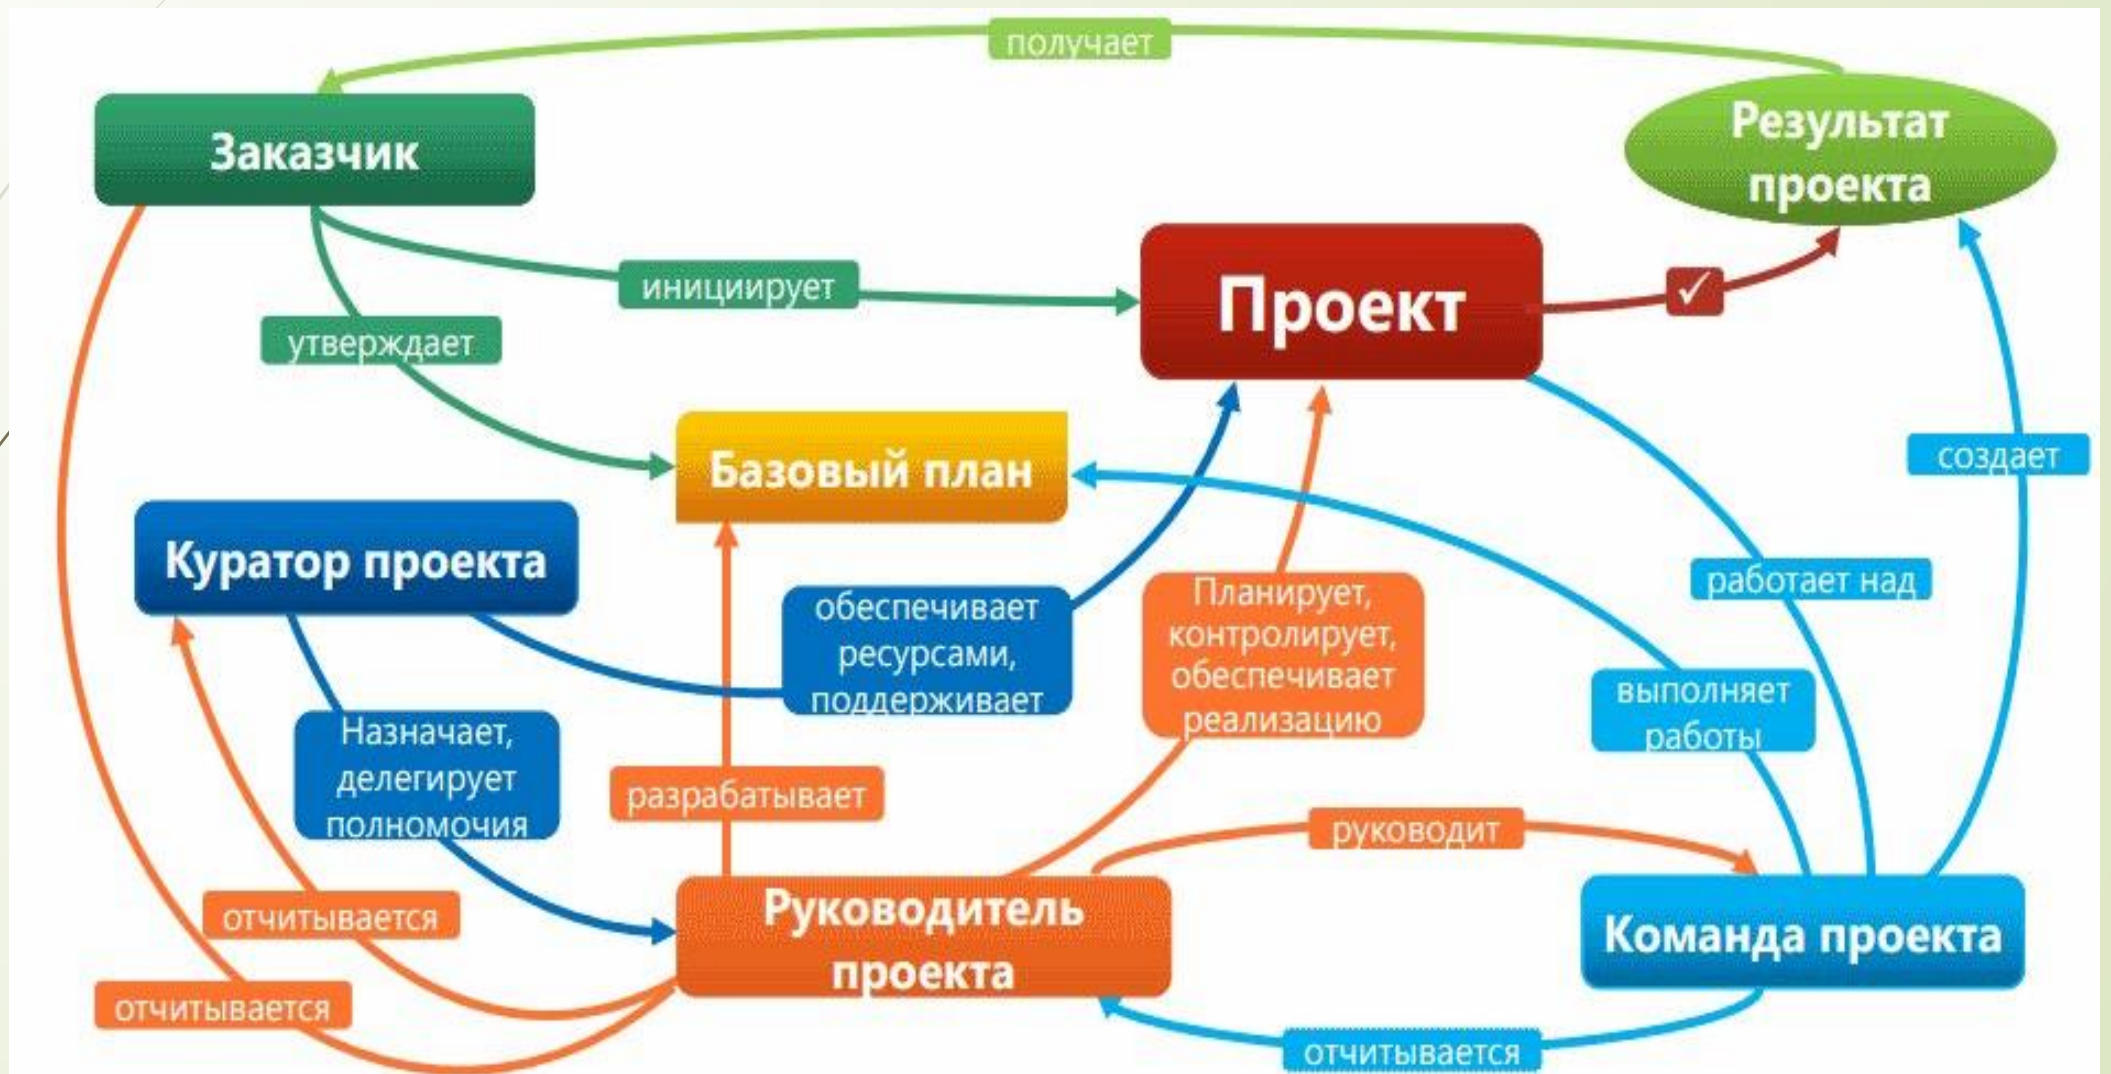 получает
Результат
проекта
Заказчик
инициирует
Проект
✓
утверждает
Базовый план
создает
Куратор проекта
работает над
обеспечивает
ресурсами,
поддерживает
Планирует,
контролирует,
обеспечивает
реализацию
выполняет
работы
Назначает,
делегирует
полномочия
разрабатывает
руководит
отчитывается
Руководитель
проекта
Команда проекта
отчитывается
отчитывается